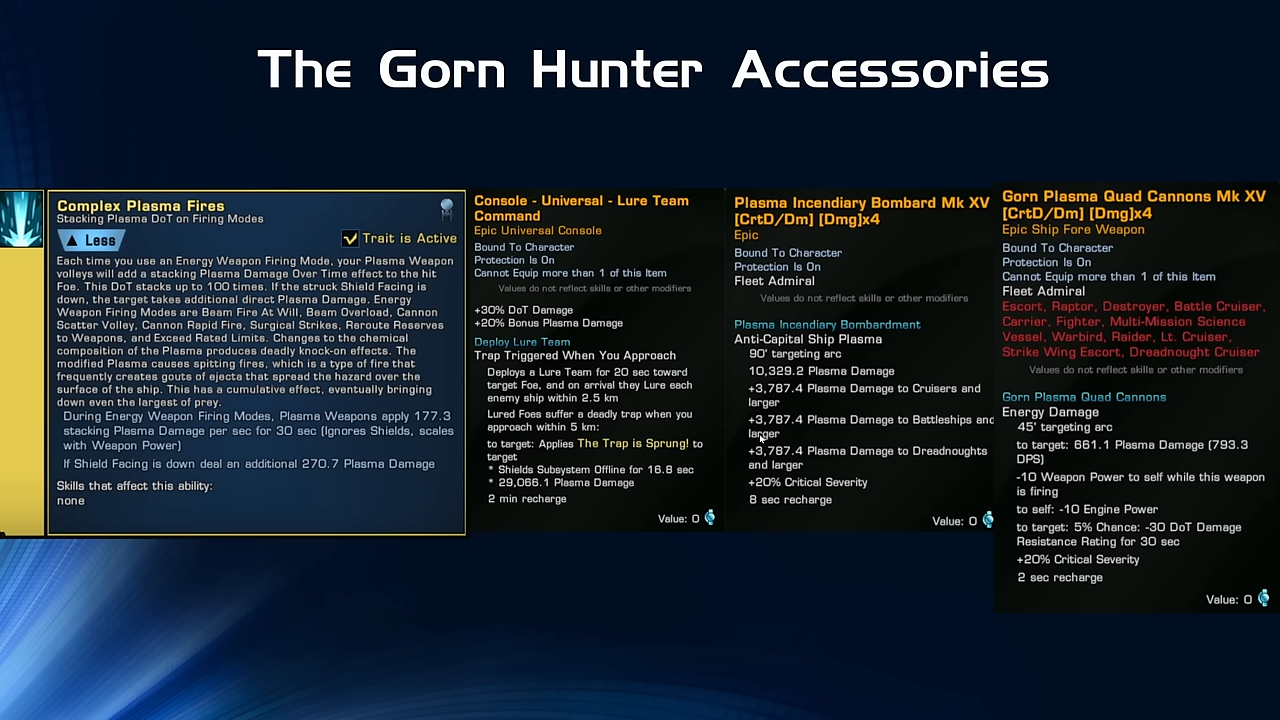 The Gorn Hunter Accessories
Complex Plasma Fires
Stacking Plasma DoT on Firing Modes
Less
Trait is Active
Each time you use an Energy Weapon Firing Mode, your Plasma Weapon
volleys will add a stacking Plasma Damage Over Time effect to the hit
Foe. This DoT stacks up to 100 times. If the struck Shield Facing is
down, the target takes additional direct Plasma Damage. Energy
Weapon Firing Modes are Beam Fire At Will, Beam Overload, Cannon
Scatter Volley, Cannon Rapid Fire, Surgical Strikes, Reroute Reserves
to Weapons, and Exceed Rated Limits. Changes to the chemical
composition of the Plasma produces deadly knock-on effects. The
modified Plasma causes spitting fires, which is a type of fire that
frequently creates gouts of ejecta that spread the hazard over the
surface of the ship. This has a cumulative effect, eventually bringing
down even the largest of prey.
During Energy Weapon Firing Modes, Plasma Weapons apply 177.3
stacking Plasma Damage per sec for 30 sec (Ignores Shields, scales
with Weapon Power)
If Shield Facing is down deal an additional 270.7 Plasma Damage
Skills that affect this ability:
none
Console - Universal - Lure Team
Command
Epic Universal Console
Bound To Character
Protection Is On
Cannot Equip more than 1 of this Item
Values do not reflect skills or other modifiers
+30% DoT Damage
+20% Bonus Plasma Damage
Deploy Lure Team
Trap Triggered When You Approach
Deploys a Lure Team for 20 sec toward
target Foe, and on arrival they Lure each
enemy ship within 2.5 km
Lured Foes suffer a deadly trap when you
approach within 5 km:
to target: Applies The Trap is Sprung! to
target
* Shields Subsystem Offline for 16.8 sec
* 29,066.1 Plasma Damage
2 min recharge
Value: 0
Plasma Incendiary Bombard Mk XV
[CrtD/Dm] [Dmg]x4
Epic
Bound To Character
Protection Is On
Fleet Admiral
Values do not reflect skills or other modifiers
Plasma Incendiary Bombardment
Anti-Capital Ship Plasma
90' targeting arc
10,329.2 Plasma Damage
+3,787.4 Plasma Damage to Cruisers and
larger
+3,787.4 Plasma Damage to Battleships and
larger
+3,787.4 Plasma Damage to Dreadnoughts
and larger
+20% Critical Severity
8 sec recharge
Value: 0
Gorn Plasma Quad Cannons Mk XV
[CrtD/Dm] [Dmg]x4
Epic Ship Fore Weapon
Bound To Character
Protection Is On
Cannot Equip more than 1 of this Item
Fleet Admiral
Escort, Raptor, Destroyer, Battle Cruiser,
Carrier, Fighter, Multi-Mission Science
Vessel, Warbird, Raider, Lt. Cruiser,
Strike Wing Escort, Dreadnought Cruiser
Values do not reflect skills or other modifiers
Gorn Plasma Quad Cannons
Energy Damage
45' targeting arc
to target: 661.1 Plasma Damage (793.3
DPS)
-10 Weapon Power to self while this weapon
is firing
to self: -10 Engine Power
to target: 5% Chance: -30 DoT Damage
Resistance Rating for 30 sec
+20% Critical Severity
2 sec recharge
Value: 0